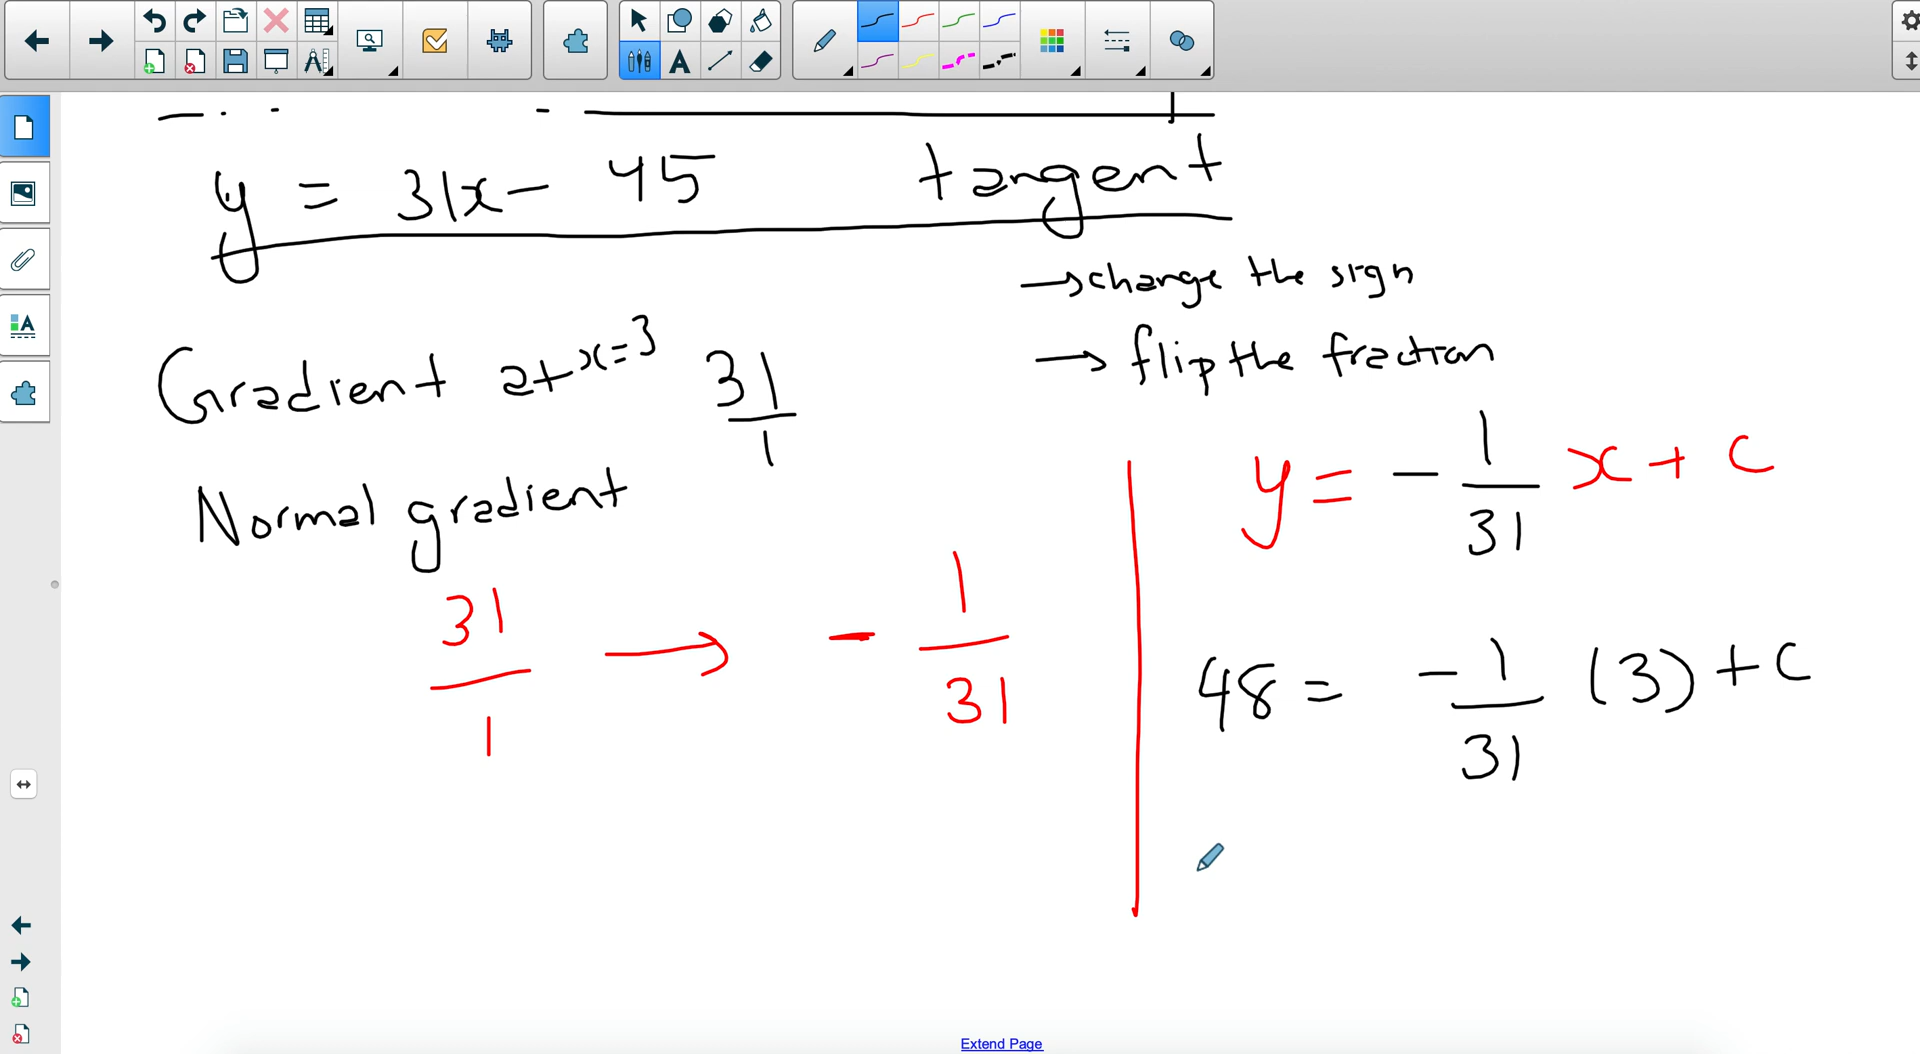 y = 31x - 45 tangent
→ change the sign
→ flip the fraction
Gradient at x=3 31/1
Normal gradient
31/1 → - 1/31
y = - 1/31 x + c
48 = - 1/31 (3) + c
Extend Page